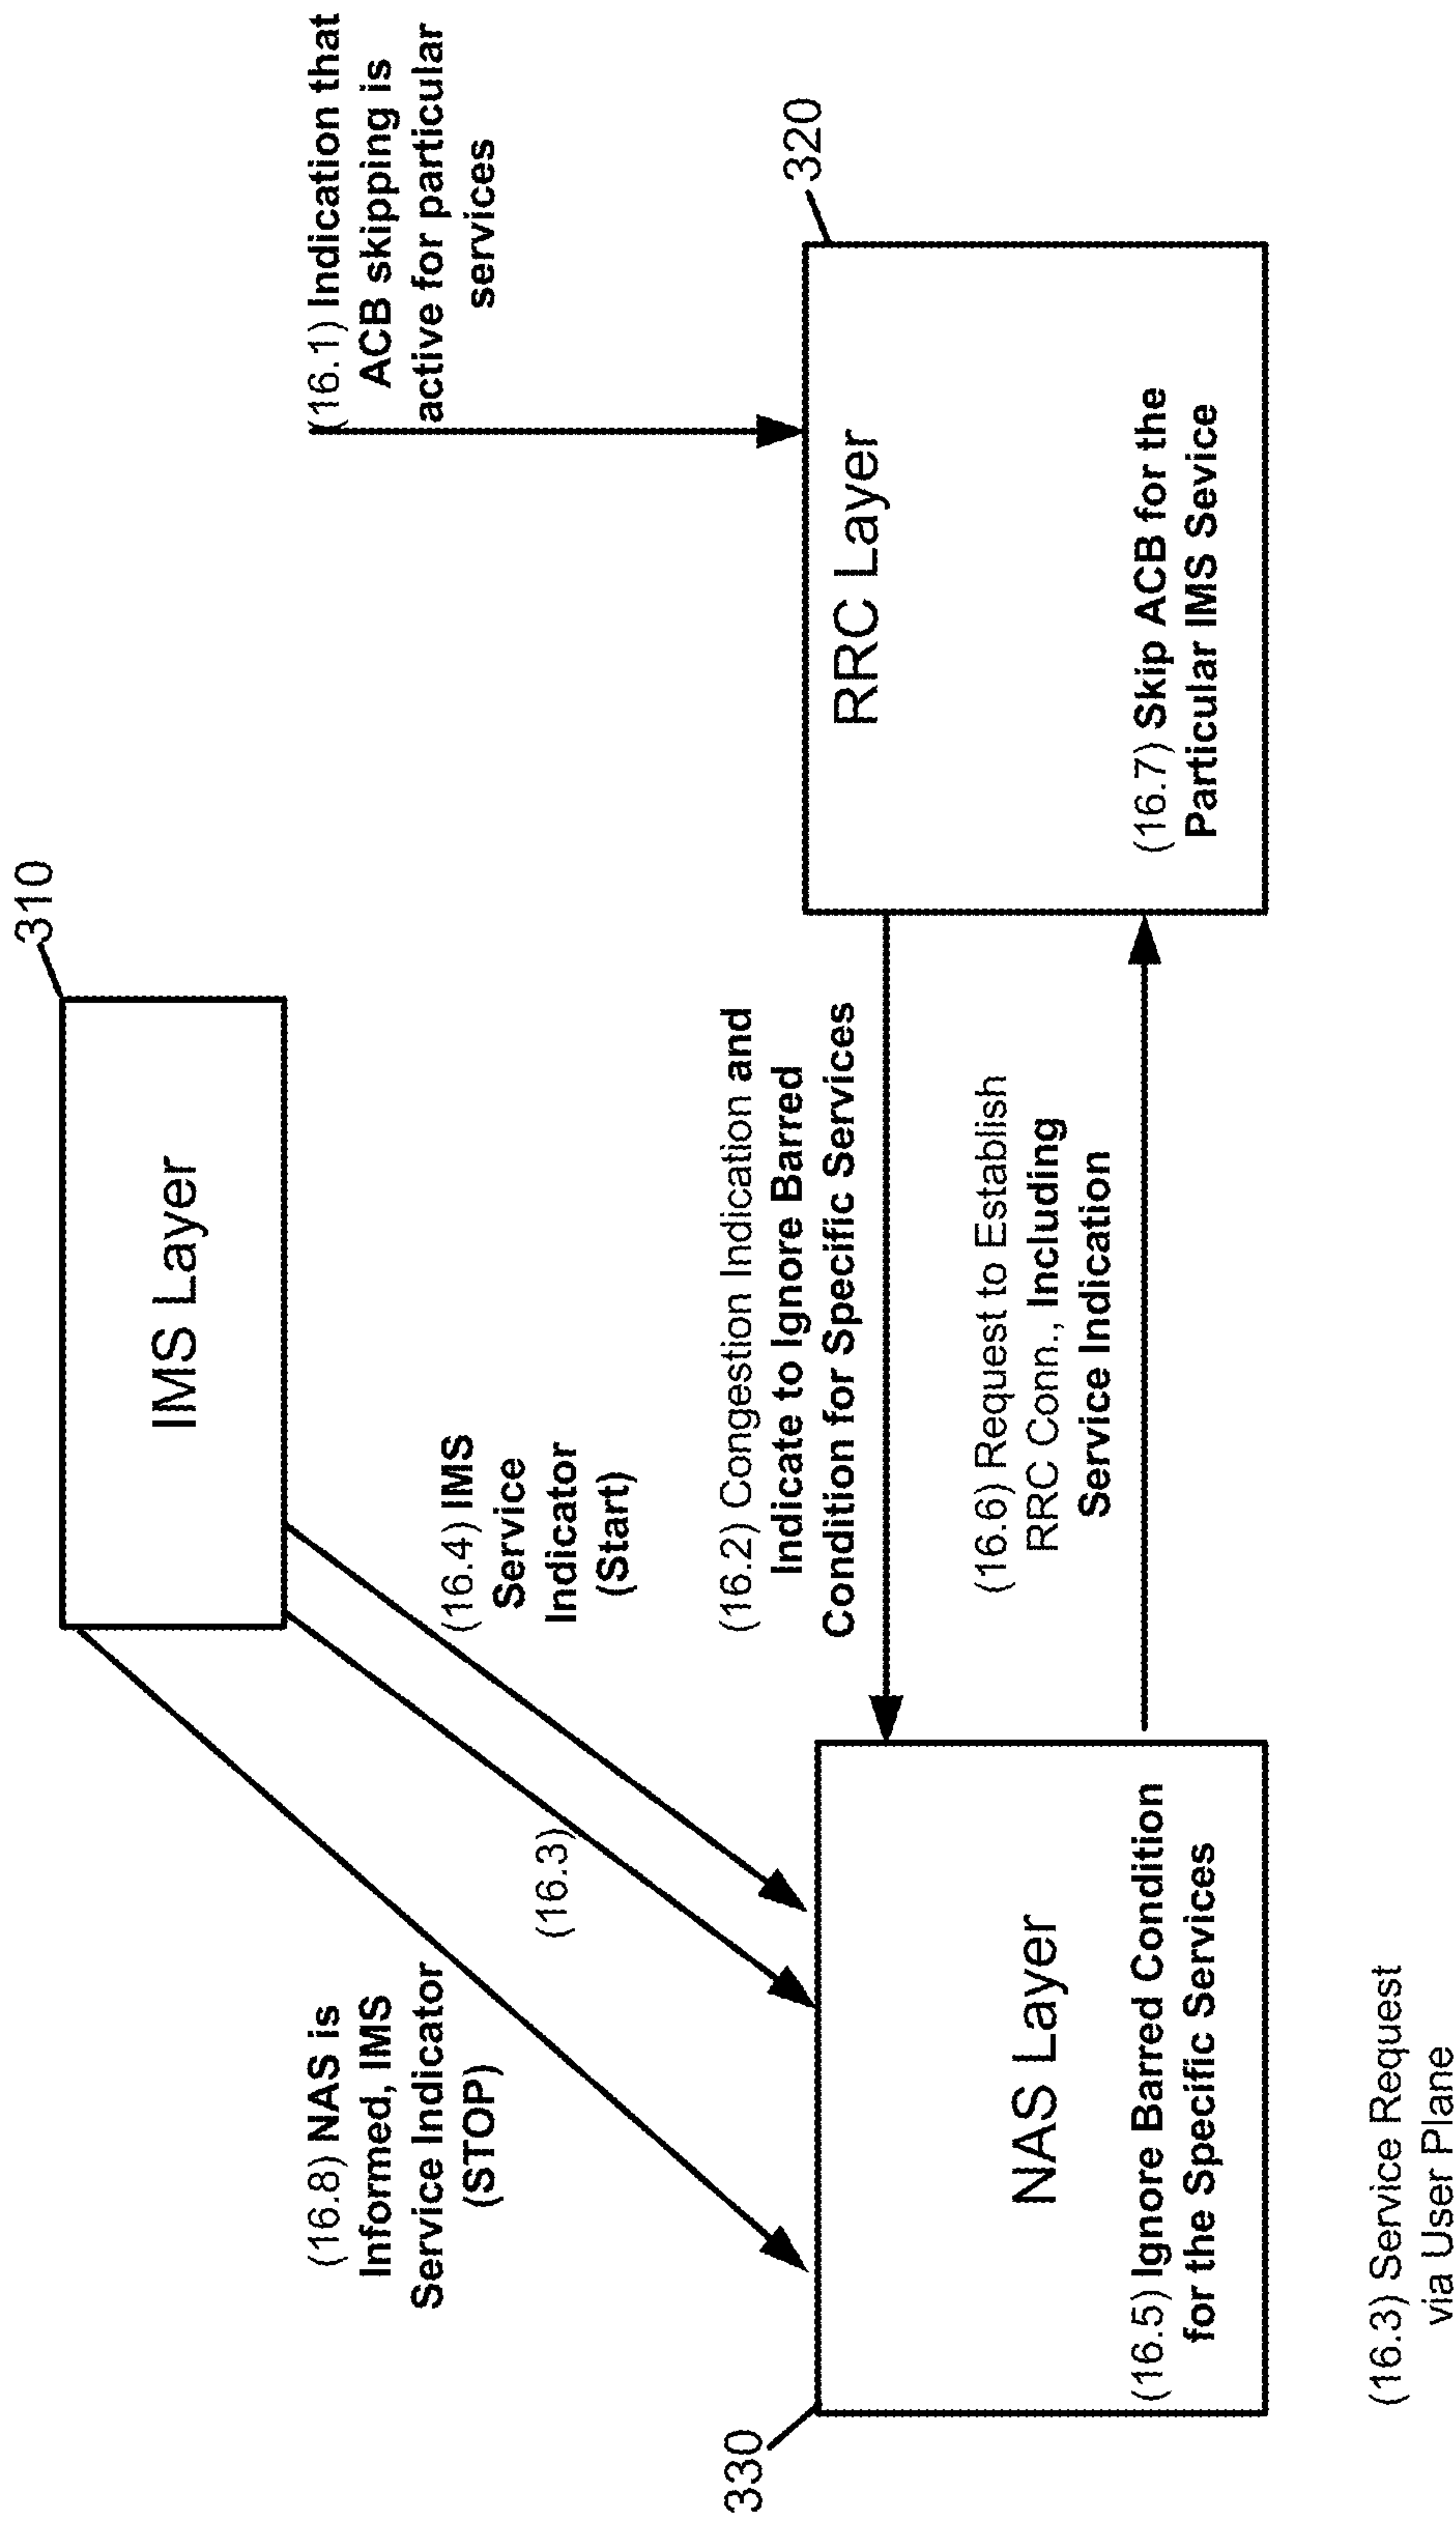 310
IMS Layer
(16.8) NAS is
Informed, IMS
Service Indicator
(STOP)
(16.3)
(16.4) IMS
Service
Indicator
(Start)
(16.1) Indication that
ACB skipping is
active for particular
services
330
NAS Layer
(16.5) Ignore Barred Condition
for the Specific Services
(16.2) Congestion Indication and
Indicate to Ignore Barred
Condition for Specific Services
(16.6) Request to Establish
RRC Conn., Including
Service Indication
320
RRC Layer
(16.7) Skip ACB for the
Particular IMS Sevice
(16.3) Service Request
via User Plane